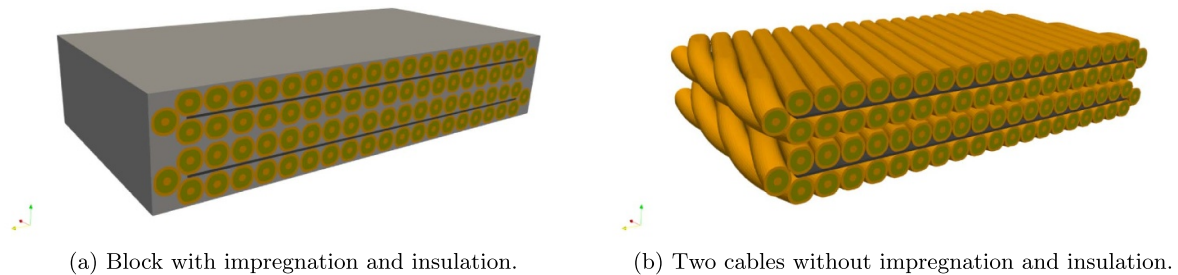 (a) Block with impregnation and insulation.
(b) Two cables without impregnation and insulation.